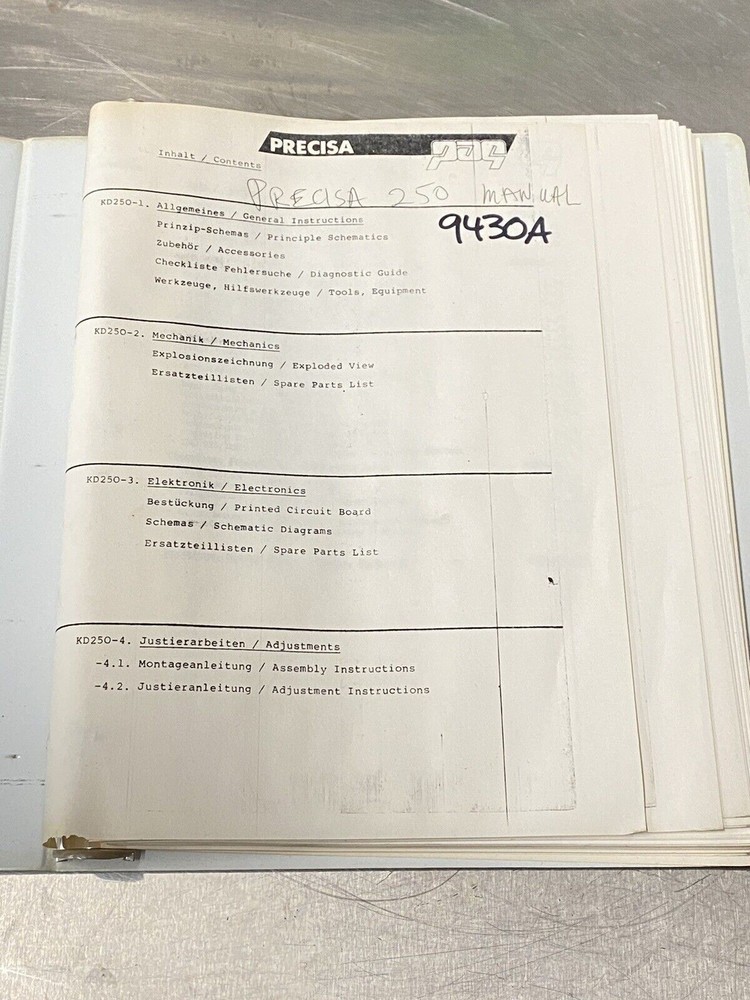 PRECISA
pag
Inhalt / Contents
PRECISA 250 MANUAL
9430A
KD250-1. Allgemeines / General Instructions
Prinzip-Schemas / Principle Schematics
Zubehör / Accessories
Checkliste Fehlersuche / Diagnostic Guide
Werkzeuge, Hilfswerkzeuge / Tools, Equipment
KD250-2. Mechanik / Mechanics
Explosionszeichnung / Exploded View
Ersatzteillisten / Spare Parts List
KD250-3. Elektronik / Electronics
Bestückung / Printed Circuit Board
Schemas / Schematic Diagrams
Ersatzteillisten / Spare Parts List
KD250-4. Justierarbeiten / Adjustments
-4.1. Montageanleitung / Assembly Instructions
-4.2. Justieranleitung / Adjustment Instructions